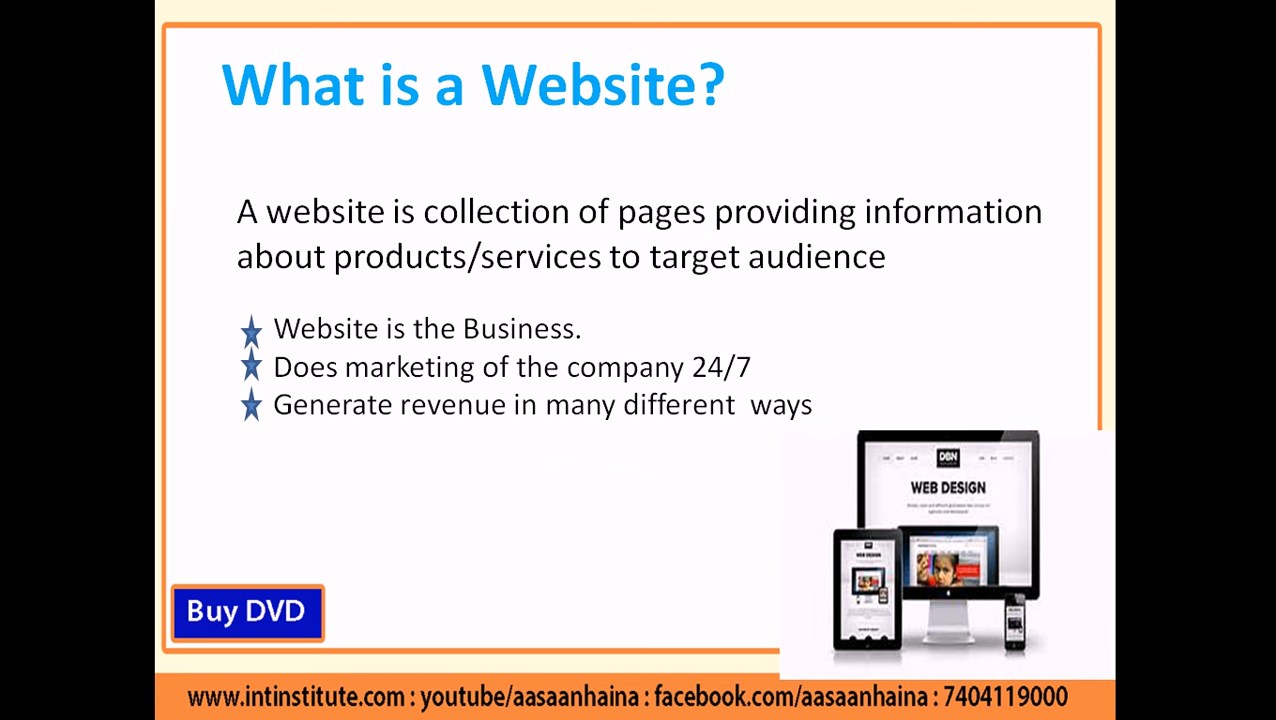 What is a Website?
A website is collection of pages providing information
about products/services to target audience
Website is the Business.
Does marketing of the company 24/7
Generate revenue in many different ways
DBN
WEB DESIGN
Buy DVD
www.intinstitute.com : youtube/aasaanhaina : facebook.com/aasaanhaina : 7404119000